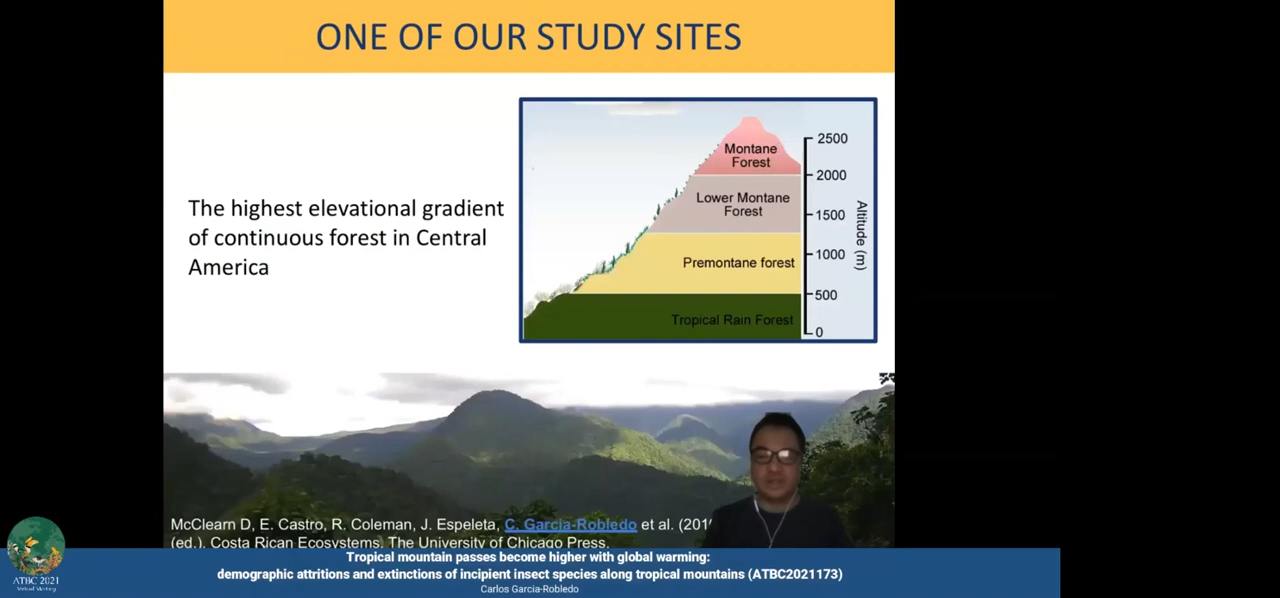 ONE OF OUR STUDY SITES
The highest elevational gradient
of continuous forest in Central
America
Montane
Forest
Lower Montane
Forest
Premontane forest
Tropical Rain Forest
2500
2000
1500
1000
500
0
Altitude (m)
McClearn D, E. Castro, R. Coleman, J. Espeleta, C. García-Robledo et al. (201
(ed.). Costa Rican Ecosystems. The University of Chicago Press.
ATBC 2021
Virtual Meeting
Tropical mountain passes become higher with global warming:
demographic attritions and extinctions of incipient insect species along tropical mountains (ATBC2021173)
Carlos Garcia-Robledo